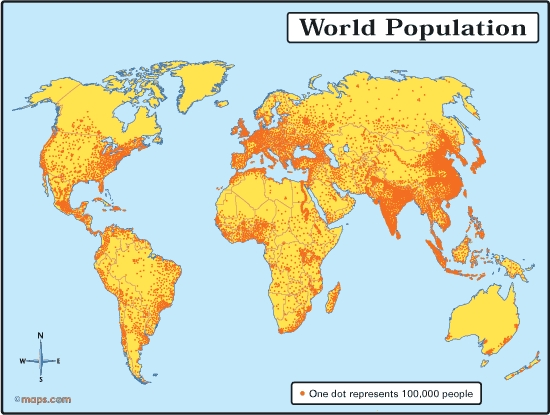 World Population
N
W E
S
©maps.com
One dot represents 100,000 people